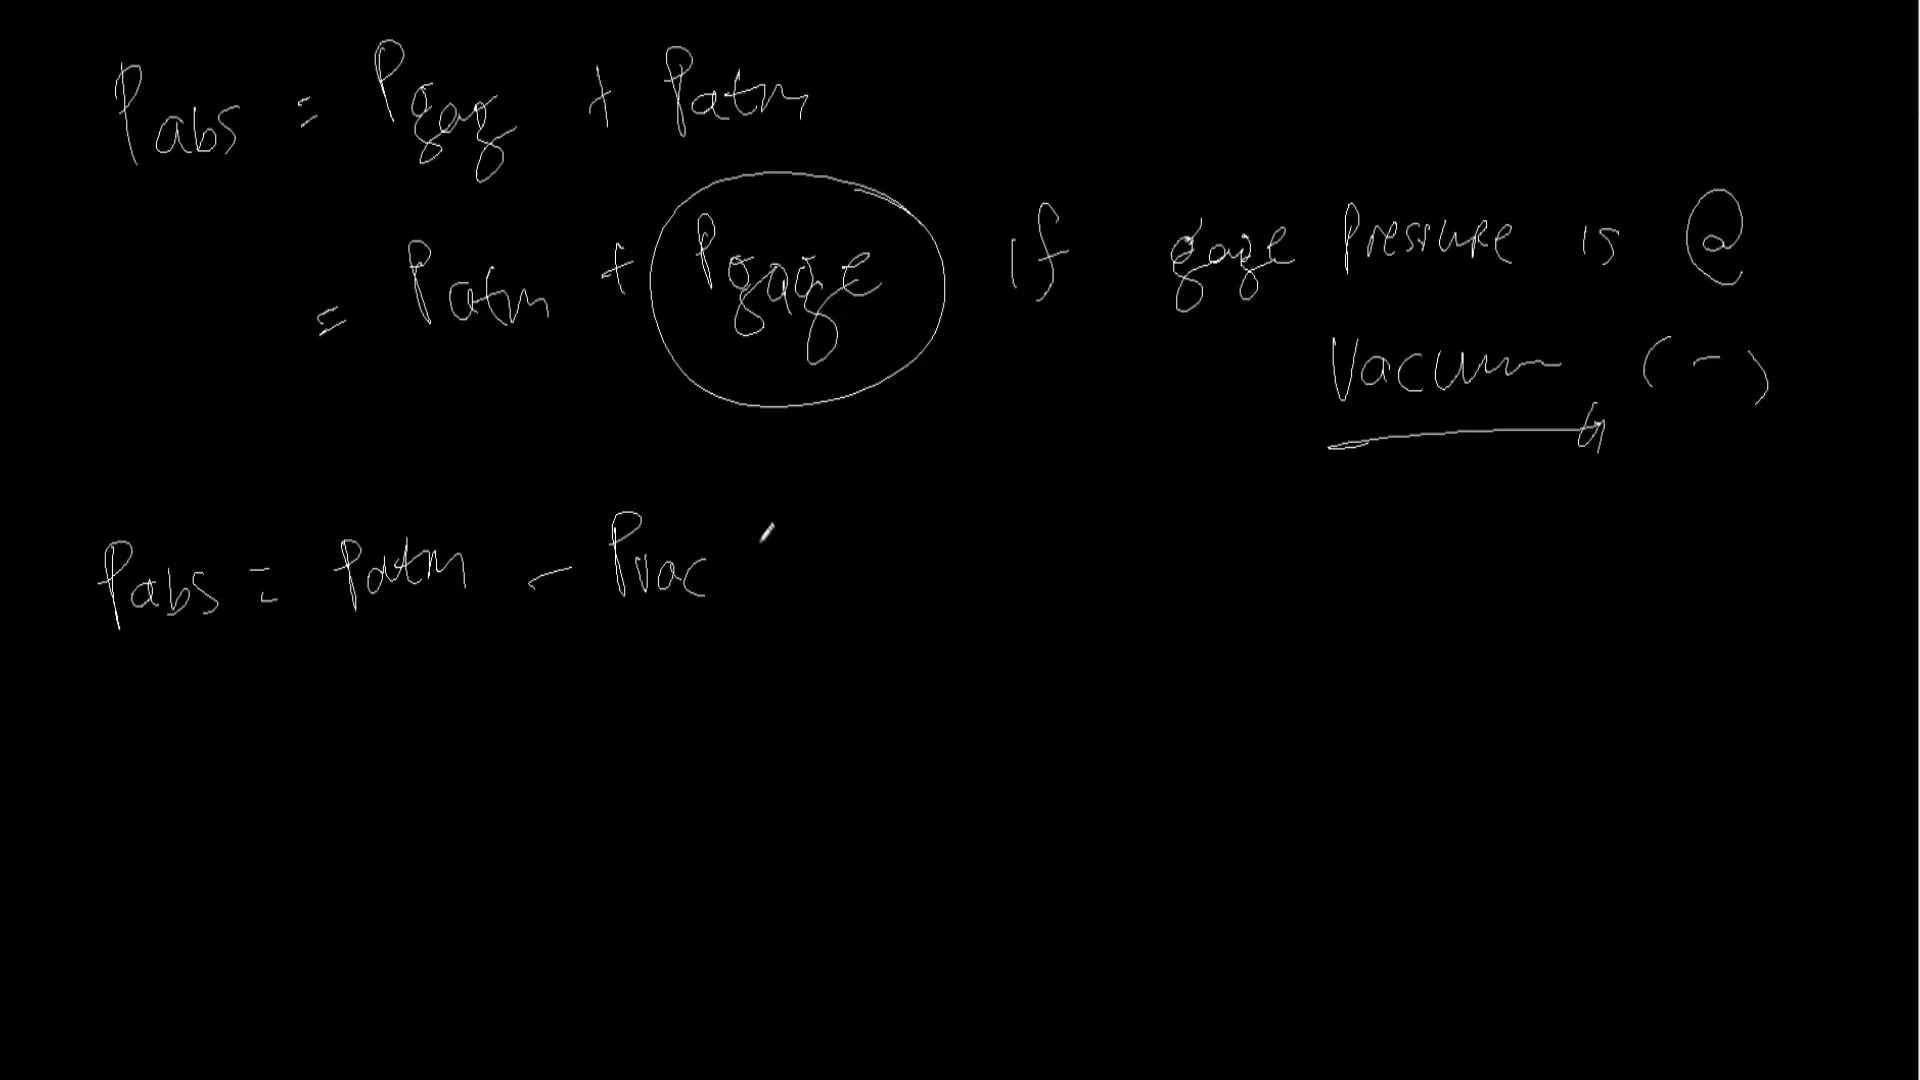 Pabs = Pgag + Patm
= Patm + Pgage if gage Pressure is @
Vacuum (-)
Pabs = Patm - Pvac